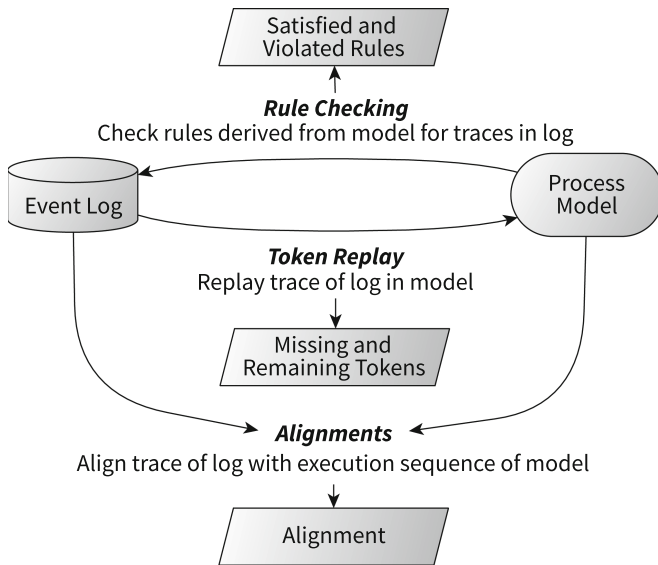 Satisfied and
Violated Rules
Rule Checking
Check rules derived from model for traces in log
Event Log
Process
Model
Token Replay
Replay trace of log in model
Missing and
Remaining Tokens
Alignments
Align trace of log with execution sequence of model
Alignment